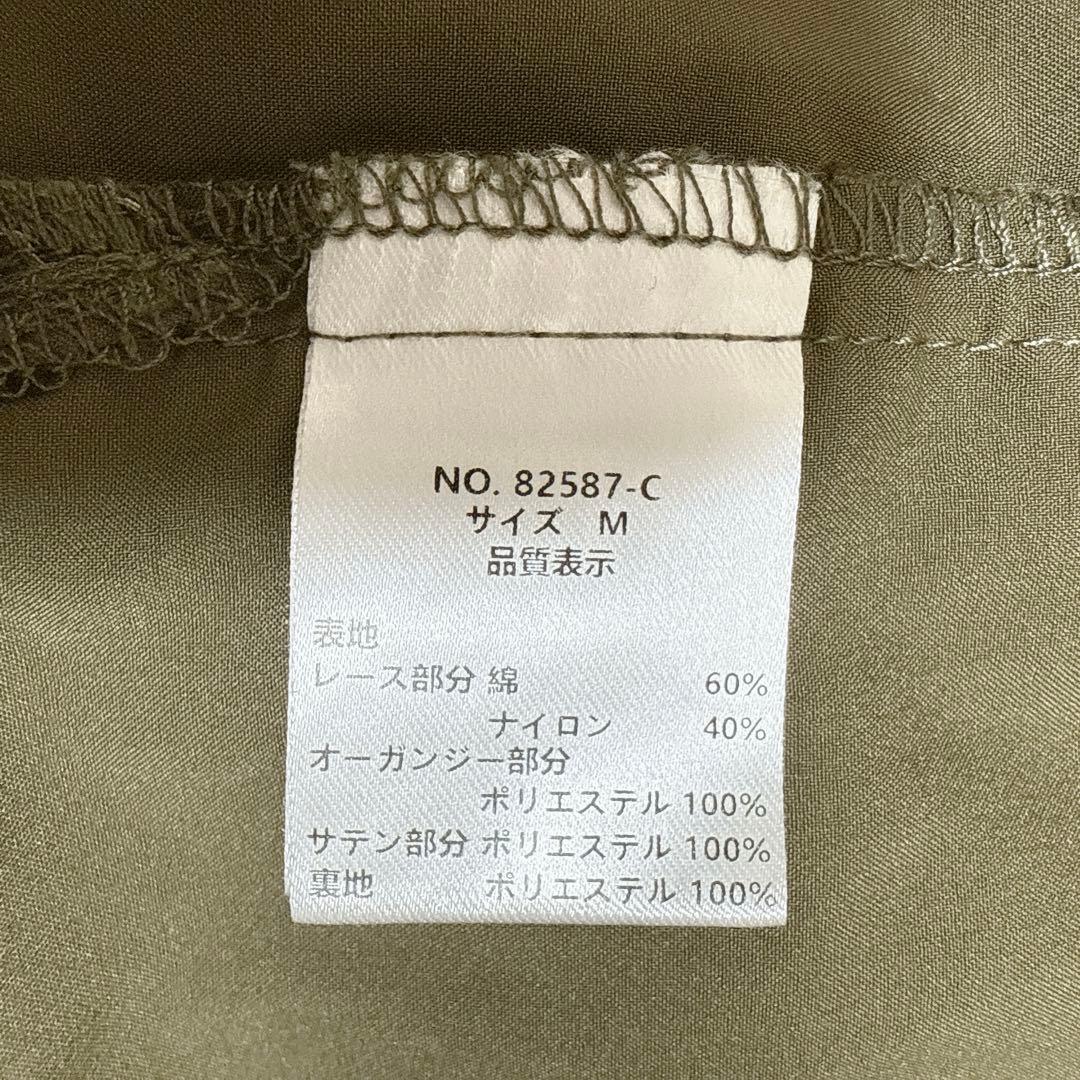 NO. 82587-C
サイズ M
品質表示
表地
レース部分 綿 60%
ナイロン 40%
オーガンジー部分
ポリエステル 100%
サテン部分 ポリエステル 100%
裏地 ポリエステル 100%